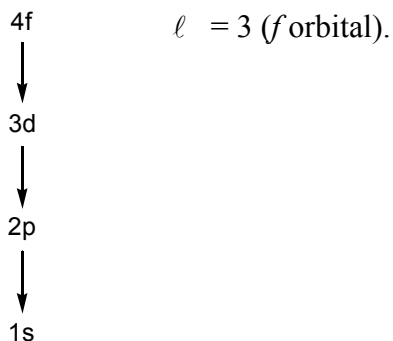 4f ℓ = 3 (f orbital).
3d
2p
1s